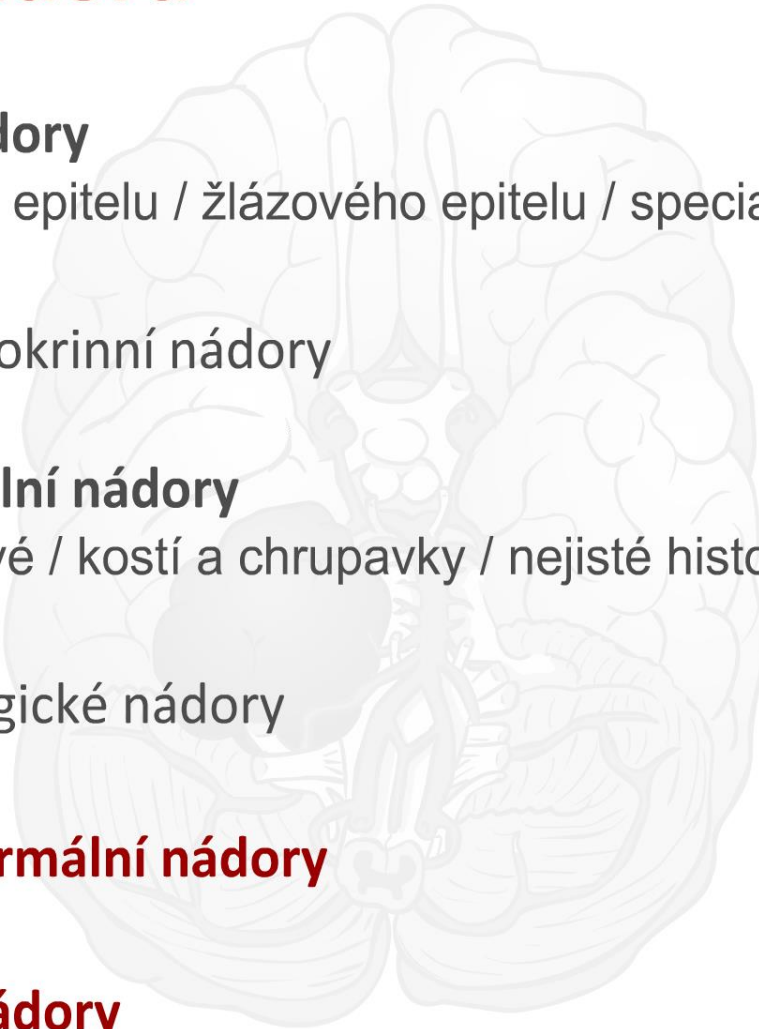 dory
epitelu / žlázového epitelu / specia
okrinní nádory
lní nádory
vé / kostí a chrupavky / nejisté histo
gické nádory
rmální nádory
ádory